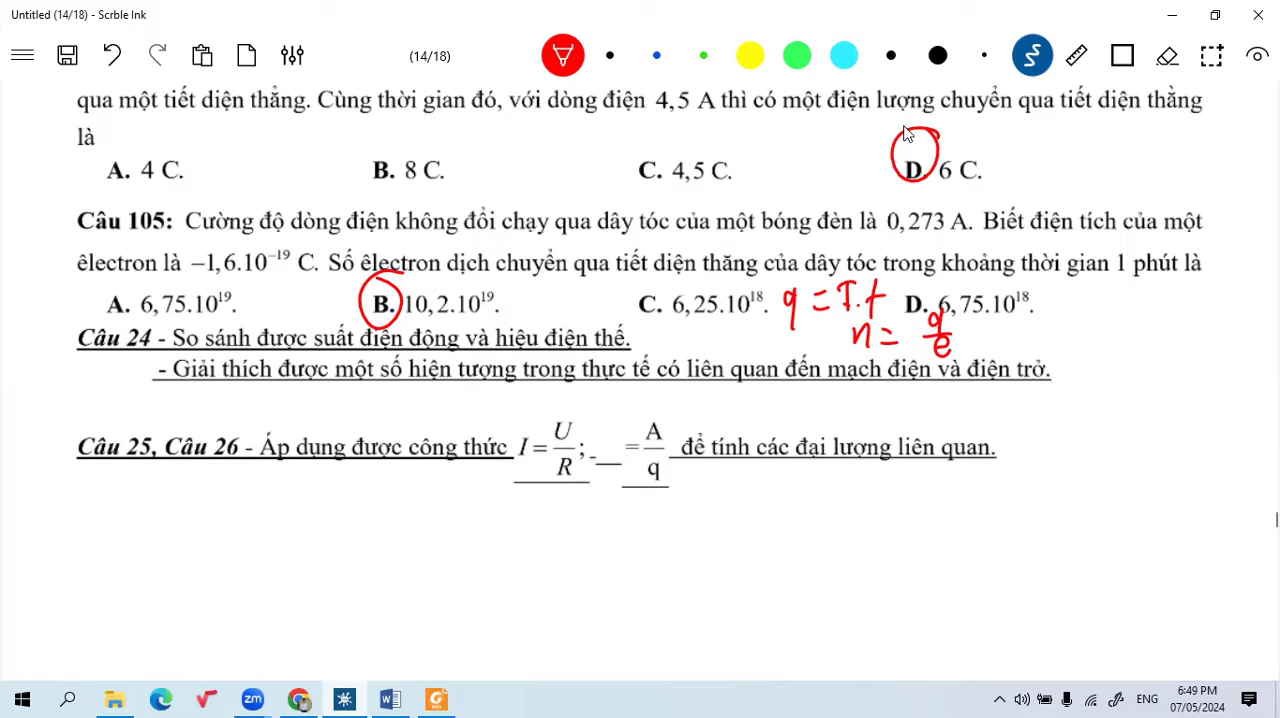 Untitled (14/18) - Scrble Ink
(14/18)
qua một tiết diện thẳng. Cùng thời gian đó, với dòng điện 4,5 A thì có một điện lượng chuyển qua tiết diện thẳng
là
A. 4 C. B. 8 C. C. 4,5 C. D. 6 C.
Câu 105: Cường độ dòng điện không đổi chạy qua dây tóc của một bóng đèn là 0,273 A. Biết điện tích của một
êlectron là −1,6.10⁻¹⁹ C. Số êlectron dịch chuyển qua tiết diện thẳng của dây tóc trong khoảng thời gian 1 phút là
A. 6,75.10¹⁹. B. 10,2.10¹⁹. C. 6,25.10¹⁸. D. 6,75.10¹⁸.
q = I.t
n = q/e
Câu 24 - So sánh được suất điện động và hiệu điện thế.
- Giải thích được một số hiện tượng trong thực tế có liên quan đến mạch điện và điện trở.
Câu 25, Câu 26 - Áp dụng được công thức I = U/R; = A/q để tính các đại lượng liên quan.
ENG
6:49 PM
07/05/2024